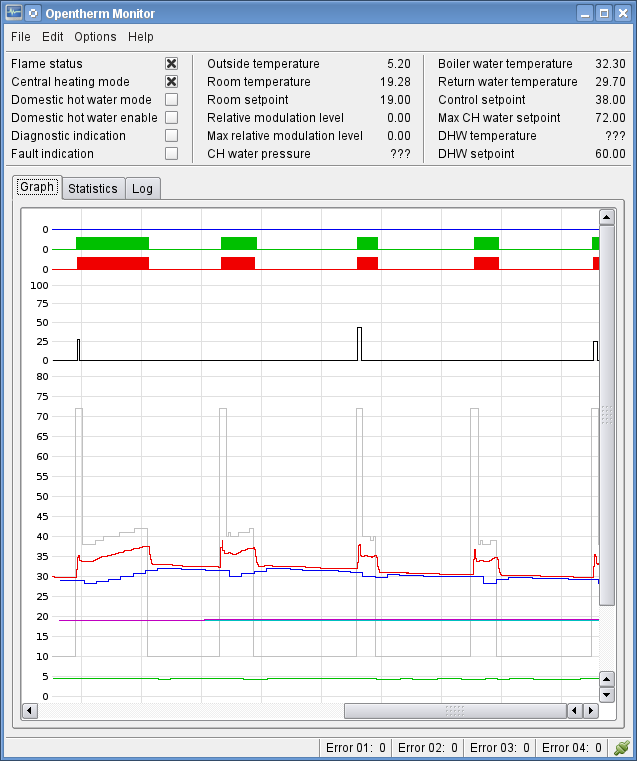 Opentherm Monitor
File Edit Options Help
Flame status
Central heating mode
Domestic hot water mode
Domestic hot water enable
Diagnostic indication
Fault indication
Outside temperature 5.20
Room temperature 19.28
Room setpoint 19.00
Relative modulation level 0.00
Max relative modulation level 0.00
CH water pressure ???
Boiler water temperature 32.30
Return water temperature 29.70
Control setpoint 38.00
Max CH water setpoint 72.00
DHW temperature ???
DHW setpoint 60.00
Graph Statistics Log
0
0
0
100
75
50
25
0
80
75
70
65
60
55
50
45
40
35
30
25
20
15
10
5
0
Error 01: 0 Error 02: 0 Error 03: 0 Error 04: 0